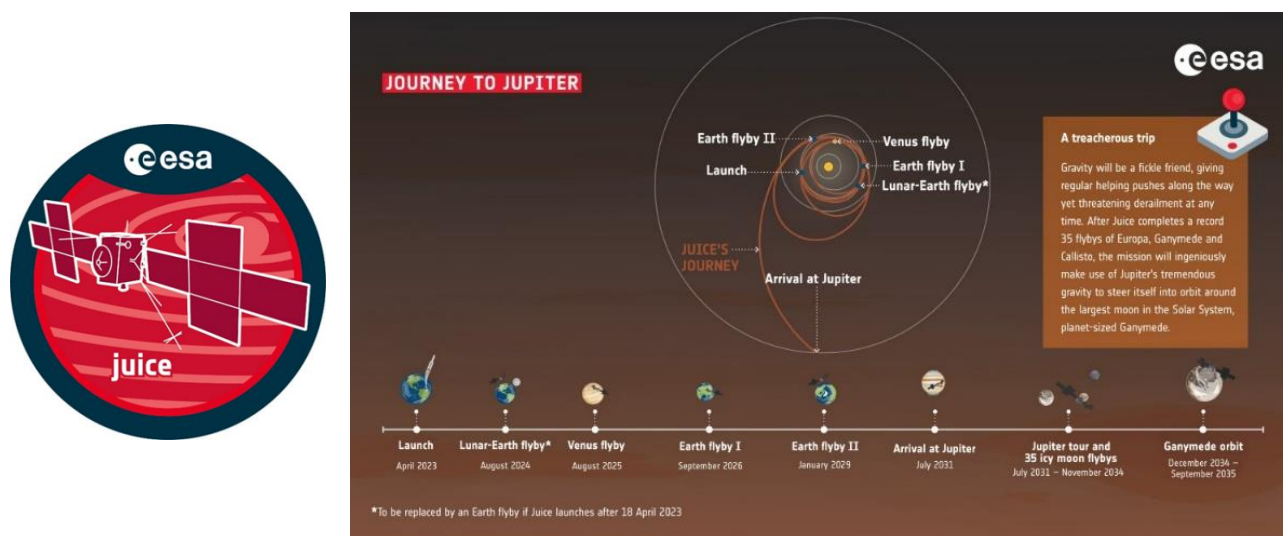 esa
juice
JOURNEY TO JUPITER
esa
Earth flyby II
Venus flyby
Launch
Earth flyby I
Lunar-Earth flyby*
JUICE'S
JOURNEY
Arrival at Jupiter
A treacherous trip
Gravity will be a fickle friend, giving
regular helping pushes along the way
yet threatening derailment at any
time. After Juice completes a record
35 flybys of Europa, Ganymede and
Callisto, the mission will ingeniously
make use of Jupiter's tremendous
gravity to steer itself into orbit around
the largest moon in the Solar System,
planet-sized Ganymede.
Launch
April 2023
Lunar-Earth flyby*
August 2024
Venus flyby
August 2025
Earth flyby I
September 2026
Earth flyby II
January 2029
Arrival at Jupiter
July 2031
Jupiter tour and
35 icy moon flybys
July 2031 – November 2034
Ganymede orbit
December 2034 –
September 2035
*To be replaced by an Earth flyby if Juice launches after 18 April 2023